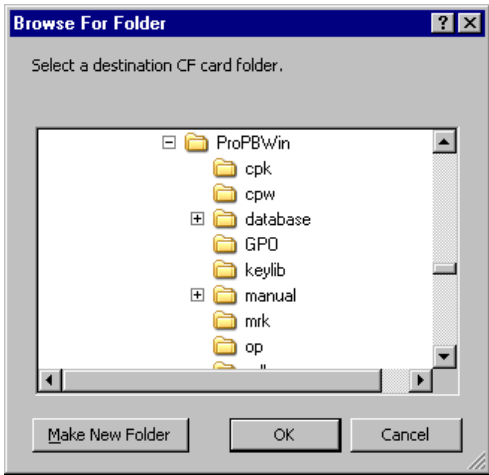 Browse For Folder
Select a destination CF card folder.
ProPBWin
cpk
cpw
database
GPO
keylib
manual
mrk
op
Make New Folder
OK
Cancel